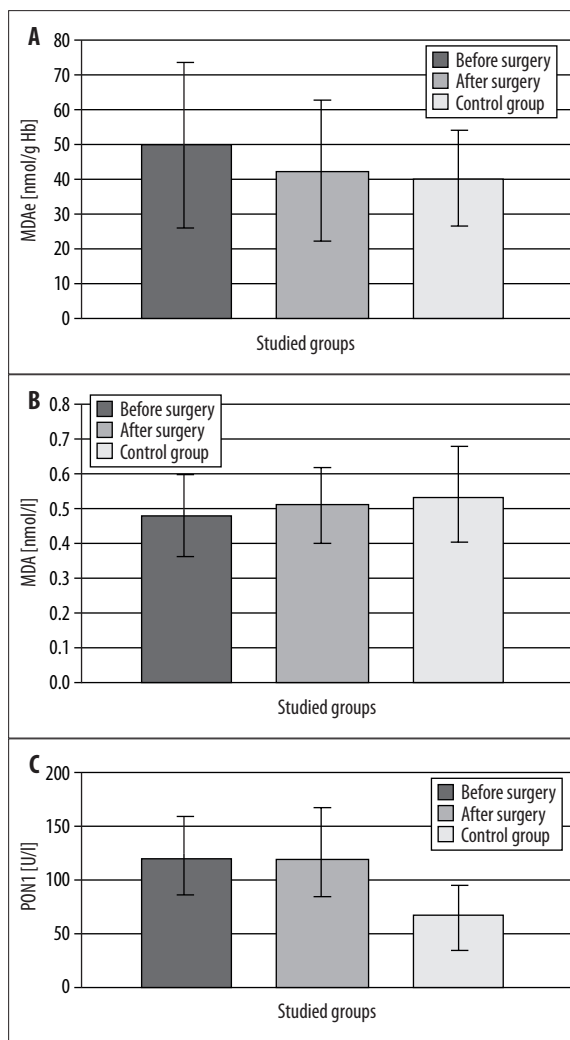 A
80
70
60
50
40
30
20
10
0
MDAe [nmol/g Hb]
Before surgery
After surgery
Control group
Studied groups
B
0.8
0.7
0.6
0.5
0.4
0.3
0.2
0.1
0.0
MDA [nmol/l]
Before surgery
After surgery
Control group
Studied groups
C
200
150
100
50
0
PON1 [U/l]
Before surgery
After surgery
Control group
Studied groups